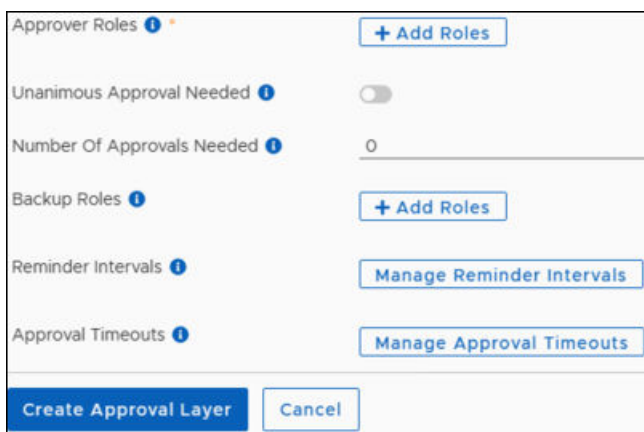 Approver Roles *
+ Add Roles
Unanimous Approval Needed
Number Of Approvals Needed
0
Backup Roles
+ Add Roles
Reminder Intervals
Manage Reminder Intervals
Approval Timeouts
Manage Approval Timeouts
Create Approval Layer
Cancel